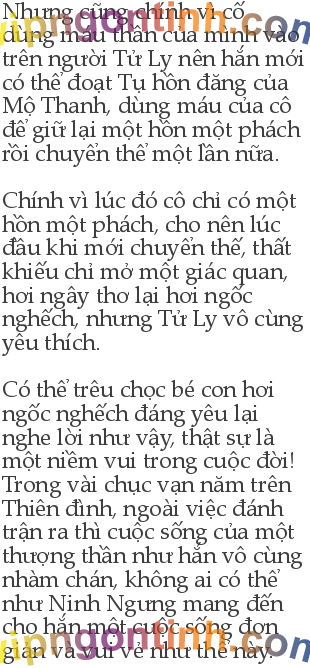 Nhưng cũng chính vì cô
dùng máu thần của mình vào
trên người Tử Ly nên hắn mới
có thể đoạt Tụ hồn đăng của
Mộ Thanh, dùng máu của cô
để giữ lại một hồn một phách
rồi chuyển thể một lần nữa.
Chính vì lúc đó cô chỉ có một
hồn một phách, cho nên lúc
đầu khi mới chuyển thế, thất
khiếu chỉ mở một giác quan,
hơi ngây thơ lại hơi ngốc
nghếch, nhưng Tử Ly vô cùng
yêu thích.
Có thể trêu chọc bé con hơi
ngốc nghếch đáng yêu lại
nghe lời như vậy, thật sự là
một niềm vui trong cuộc đời!
Trong vài chục vạn năm trên
Thiên đình, ngoài việc đánh
trận ra thì cuộc sống của một
thượng thần như hắn vô cùng
nhàm chán, không ai có thể
như Ninh Ngưng mang đến
cho hắn một cuộc sống đơn
giản và vui vẻ như thế này.